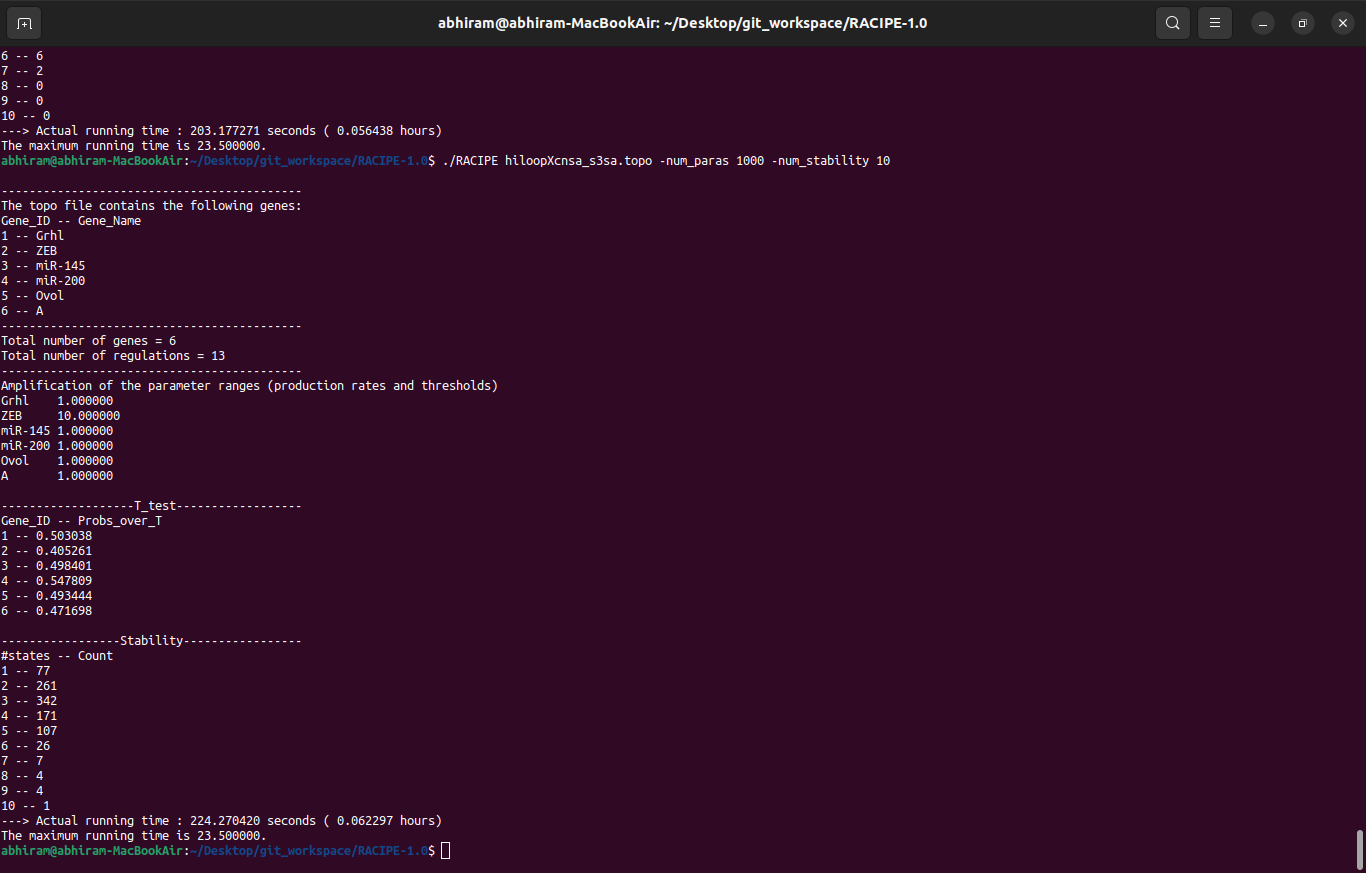 abhiram@abhiram-MacBookAir: ~/Desktop/git_workspace/RACIPE-1.0
6 -- 6
7 -- 2
8 -- 0
9 -- 0
10 -- 0
---> Actual running time : 203.177271 seconds ( 0.056438 hours)
The maximum running time is 23.500000.
abhiram@abhiram-MacBookAir:~/Desktop/git_workspace/RACIPE-1.0$ ./RACIPE hiloopXcnsa_s3sa.topo -num_paras 1000 -num_stability 10
-------------------------------------------
The topo file contains the following genes:
Gene_ID -- Gene_Name
1 -- Grhl
2 -- ZEB
3 -- miR-145
4 -- miR-200
5 -- Ovol
6 -- A
-------------------------------------------
Total number of genes = 6
Total number of regulations = 13
-------------------------------------------
Amplification of the parameter ranges (production rates and thresholds)
Grhl    1.000000
ZEB     10.000000
miR-145 1.000000
miR-200 1.000000
Ovol    1.000000
A       1.000000
-------------------T_test------------------
Gene_ID -- Probs_over_T
1 -- 0.503038
2 -- 0.405261
3 -- 0.498401
4 -- 0.547809
5 -- 0.493444
6 -- 0.471698
-----------------Stability-----------------
#states -- Count
1 -- 77
2 -- 261
3 -- 342
4 -- 171
5 -- 107
6 -- 26
7 -- 7
8 -- 4
9 -- 4
10 -- 1
---> Actual running time : 224.270420 seconds ( 0.062297 hours)
The maximum running time is 23.500000.
abhiram@abhiram-MacBookAir:~/Desktop/git_workspace/RACIPE-1.0$